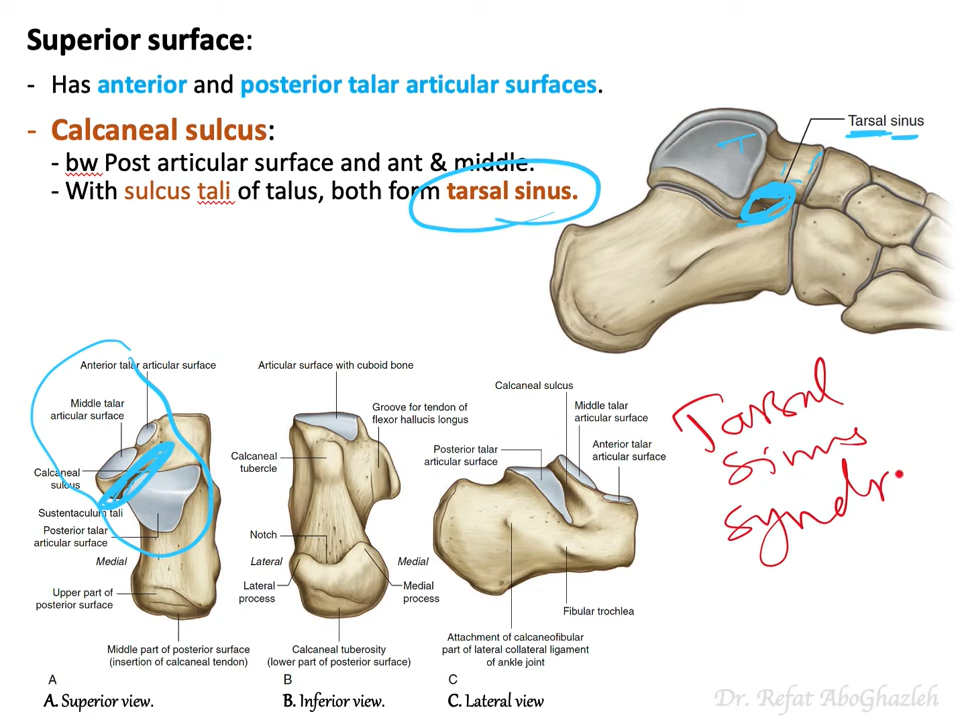 Superior surface:
- Has anterior and posterior talar articular surfaces.
- Calcaneal sulcus:
- bw Post articular surface and ant & middle.
- With sulcus tali of talus, both form tarsal sinus.
Tarsal sinus
T
Anterior talar articular surface
Middle talar
articular surface
Calcaneal
sulcus
Sustentaculum tali
Posterior talar
articular surface
Medial
Upper part of
posterior surface
Middle part of posterior surface
(insertion of calcaneal tendon)
A
A. Superior view.
Articular surface with cuboid bone
Groove for tendon of
flexor hallucis longus
Calcaneal
tubercle
Notch
Lateral
Medial
Lateral
process
Medial
process
Calcaneal tuberosity
(lower part of posterior surface)
B
B. Inferior view.
Calcaneal sulcus
Middle talar
articular surface
Posterior talar
articular surface
Anterior talar
articular surface
Fibular trochlea
Attachment of calcaneofibular
part of lateral collateral ligament
of ankle joint
C
C. Lateral view
Tarsal
sinus
syndr
Dr. Refat AboGhazleh